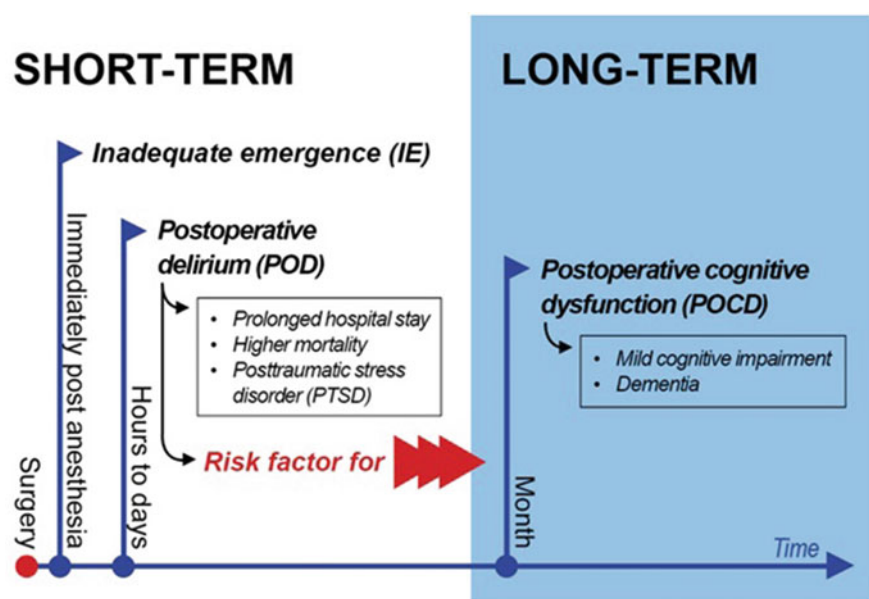 SHORT-TERM
LONG-TERM
Inadequate emergence (IE)
Immediately post anesthesia
Postoperative
delirium (POD)
• Prolonged hospital stay
• Higher mortality
• Posttraumatic stress
disorder (PTSD)
Hours to days
Risk factor for
Surgery
Postoperative cognitive
dysfunction (POCD)
• Mild cognitive impairment
• Dementia
Month
Time